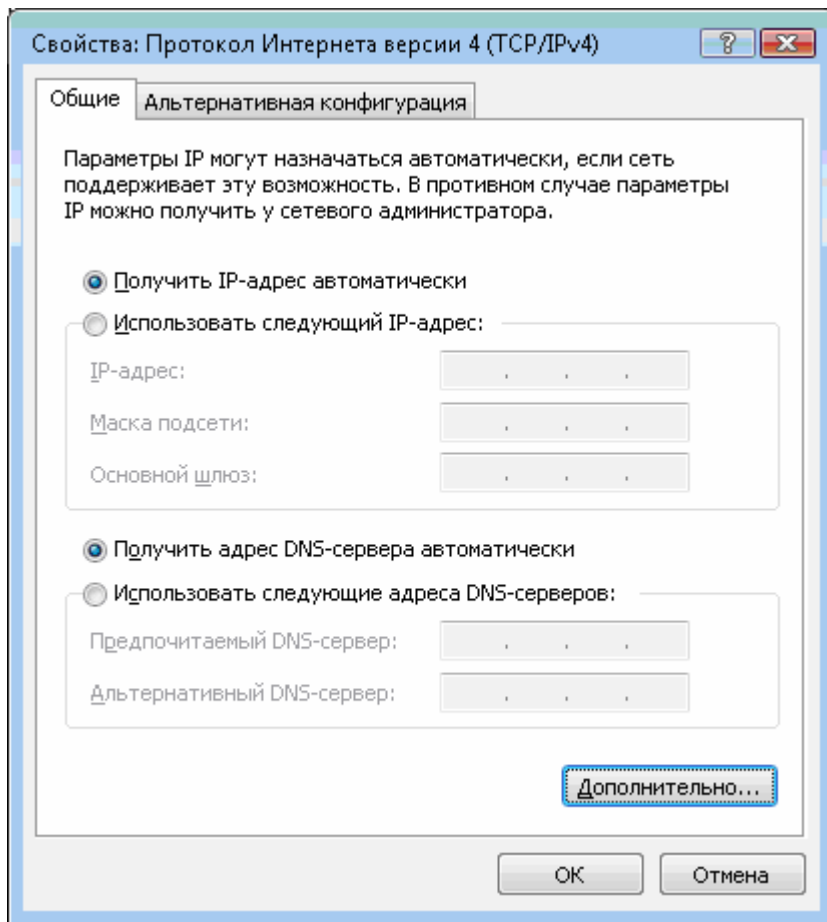 Свойства: Протокол Интернета версии 4 (TCP/IPv4)
Общие
Альтернативная конфигурация
Параметры IP могут назначаться автоматически, если сеть
поддерживает эту возможность. В противном случае параметры
IP можно получить у сетевого администратора.
Получить IP-адрес автоматически
Использовать следующий IP-адрес:
IP-адрес:
Маска подсети:
Основной шлюз:
Получить адрес DNS-сервера автоматически
Использовать следующие адреса DNS-серверов:
Предпочитаемый DNS-сервер:
Альтернативный DNS-сервер:
Дополнительно...
ОК
Отмена